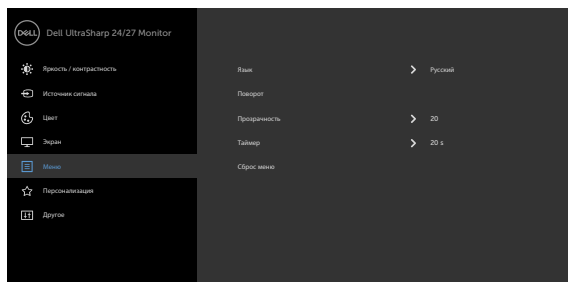 DELL Dell UltraSharp 24/27 Monitor
Яркость / контрастность
Язык Русский
Источник сигнала
Поворот
Цвет
Прозрачность 20
Экран
Таймер 20 s
Меню
Сброс меню
Персонализация
Другое